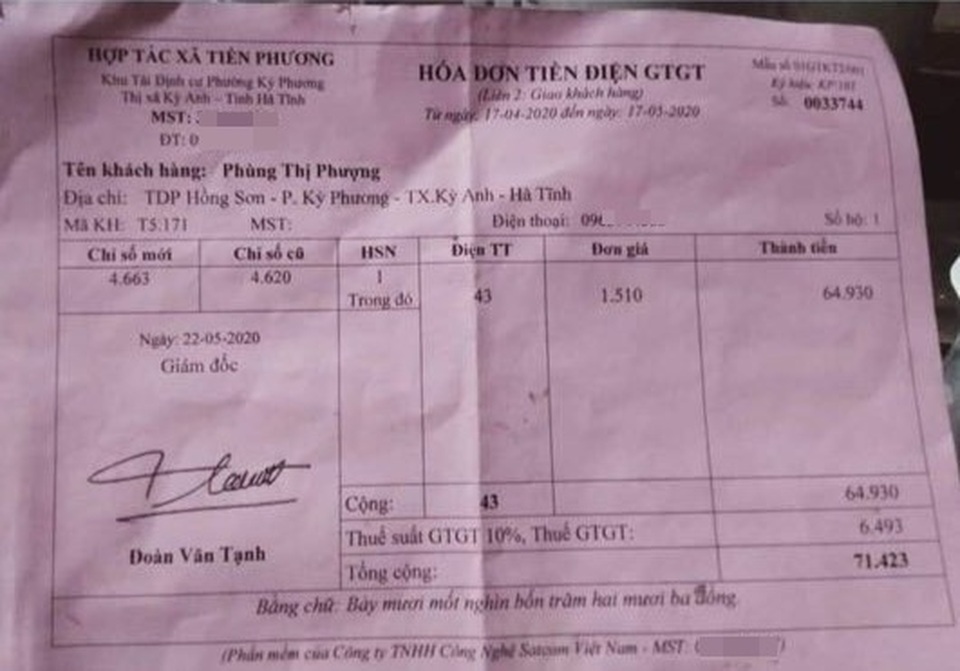 HỢP TÁC XÃ TIÊN PHƯƠNG
Khu Tái Định cư Phường Kỳ Phương
Thị xã Kỳ Anh - Tỉnh Hà Tĩnh
MST:
ĐT: 0
HÓA ĐƠN TIỀN ĐIỆN GTGT
(Liên 2: Giao khách hàng)
Từ ngày: 17-04-2020 đến ngày: 17-05-2020
Mẫu số
Ký hiệu:
Số: 0033744
Tên khách hàng: Phùng Thị Phượng
Địa chỉ: TDP Hồng Sơn - P. Kỳ Phương - TX.Kỳ Anh - Hà Tĩnh
Mã KH: T5.171 MST: Điện thoại: 09 Số hộ: 1
Chỉ số mới Chỉ số cũ HSN Điện TT Đơn giá Thành tiền
4.663 4.620 1
Trong đó 43 1.510 64.930
Ngày: 22-05-2020
Giám đốc
Đoàn Văn Tạnh
Cộng: 43 64.930
Thuế suất GTGT 10%, Thuế GTGT: 6.493
Tổng cộng: 71.423
Bằng chữ: Bảy mươi mốt nghìn bốn trăm hai mươi ba đồng
(Phần mềm của Công ty TNHH Công Nghệ Satcom Việt Nam - MST: )